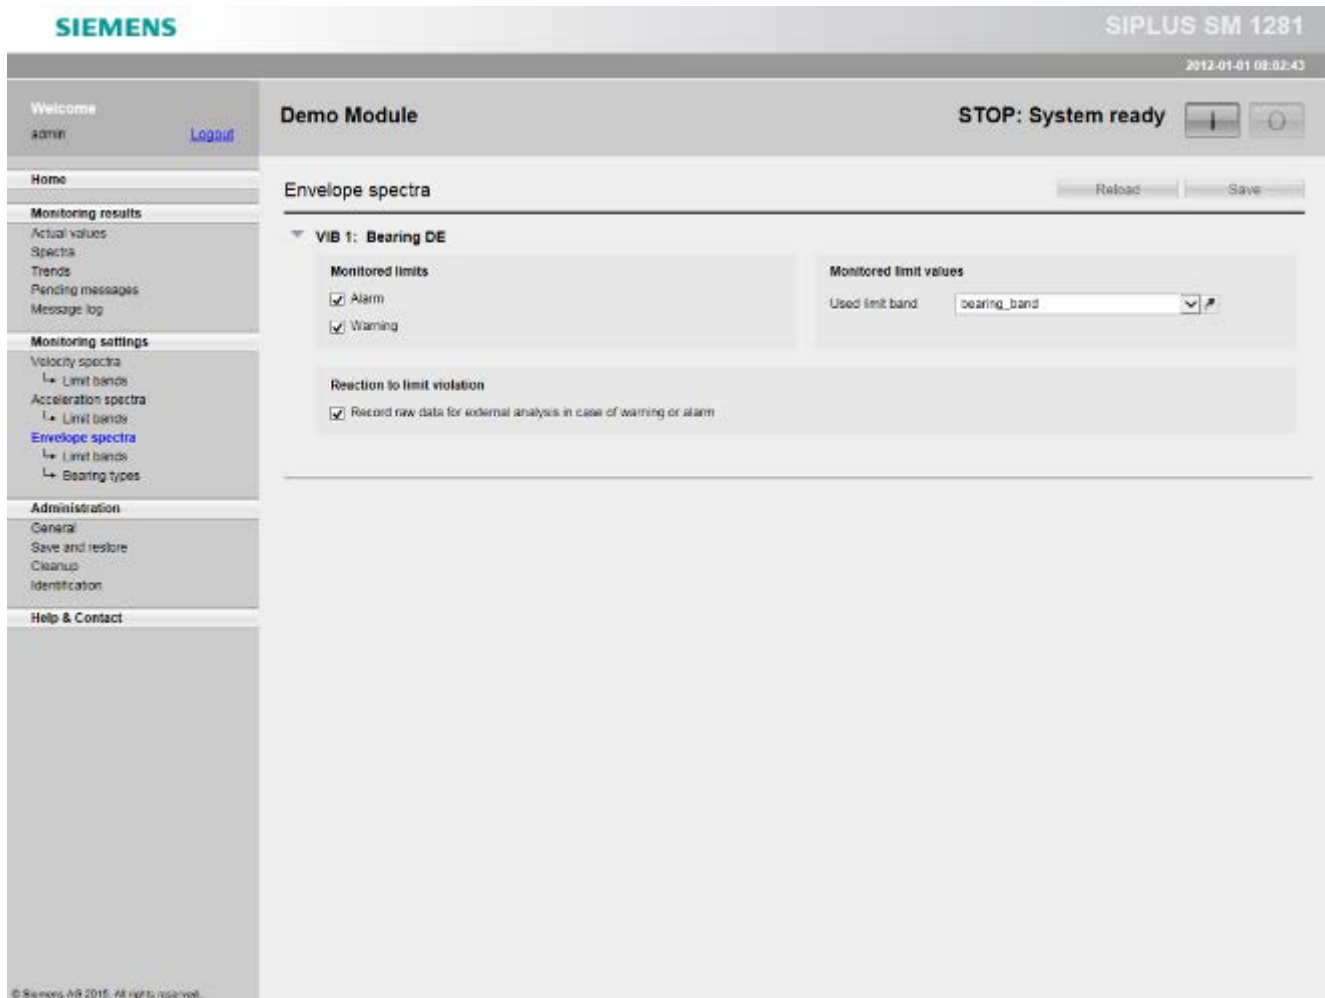 SIEMENS
SIPLUS SM 1281
2012-01-01 08:02:43
Welcome
admin Logout
Demo Module
STOP: System ready
I O
Home
Monitoring results
Actual values
Spectra
Trends
Pending messages
Message log
Monitoring settings
Velocity spectra
Limit bands
Acceleration spectra
Limit bands
Envelope spectra
Limit bands
Bearing types
Administration
General
Save and restore
Cleanup
Identification
Help & Contact
Envelope spectra
Reload Save
VIB 1: Bearing DE
Monitored limits
Alarm
Warning
Monitored limit values
Used limit band bearing_band
Reaction to limit violation
Record raw data for external analysis in case of warning or alarm
© Siemens AG 2015. All rights reserved.